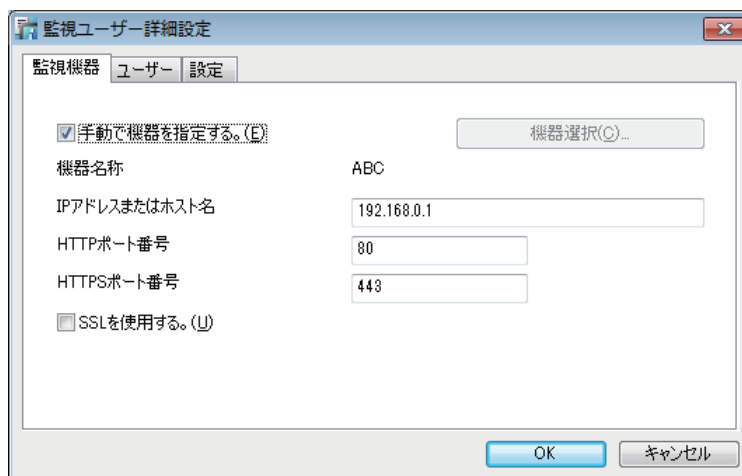 監視ユーザー詳細設定
監視機器 ユーザー 設定
手動で機器を指定する。(E) 機器選択(C)...
機器名称 ABC
IPアドレスまたはホスト名 192.168.0.1
HTTPポート番号 80
HTTPSポート番号 443
SSLを使用する。(U)
OK キャンセル